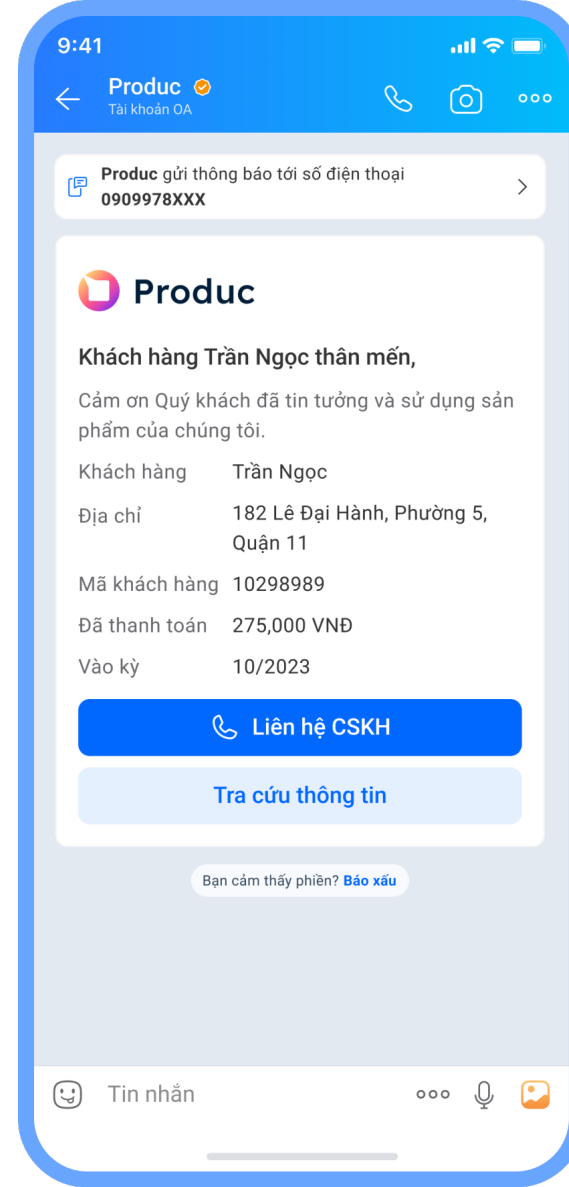 9:41
Produc
Tài khoản OA
Produc gửi thông báo tới số điện thoại
0909978XXX
Produc
Khách hàng Trần Ngọc thân mến,
Cảm ơn Quý khách đã tin tưởng và sử dụng sản
phẩm của chúng tôi.
Khách hàng Trần Ngọc
Địa chỉ 182 Lê Đại Hành, Phường 5,
Quận 11
Mã khách hàng 10298989
Đã thanh toán 275,000 VNĐ
Vào kỳ 10/2023
Liên hệ CSKH
Tra cứu thông tin
Bạn cảm thấy phiền? Báo xấu
Tin nhắn